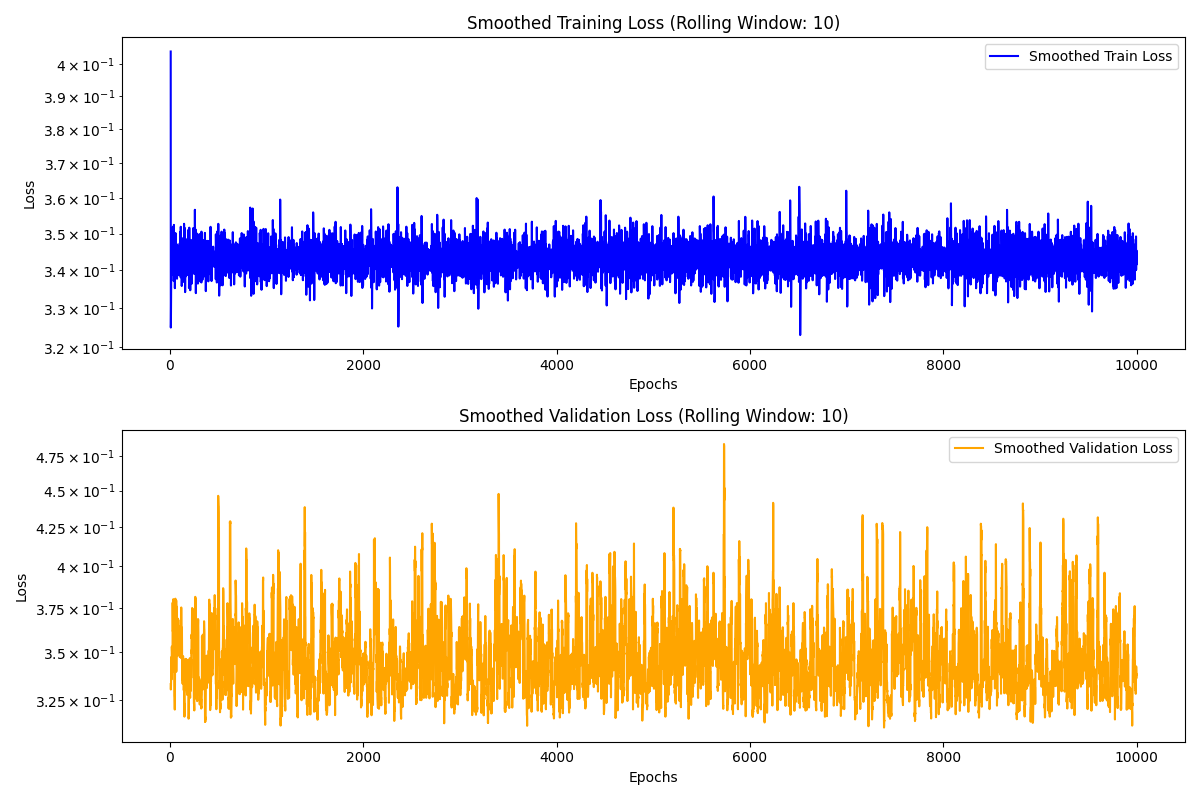 Smoothed Training Loss (Rolling Window: 10)
Smoothed Train Loss
4 × 10⁻¹
3.9 × 10⁻¹
3.8 × 10⁻¹
3.7 × 10⁻¹
3.6 × 10⁻¹
3.5 × 10⁻¹
3.4 × 10⁻¹
3.3 × 10⁻¹
3.2 × 10⁻¹
Loss
0 2000 4000 6000 8000 10000
Epochs
Smoothed Validation Loss (Rolling Window: 10)
Smoothed Validation Loss
4.75 × 10⁻¹
4.5 × 10⁻¹
4.25 × 10⁻¹
4 × 10⁻¹
3.75 × 10⁻¹
3.5 × 10⁻¹
3.25 × 10⁻¹
Loss
0 2000 4000 6000 8000 10000
Epochs